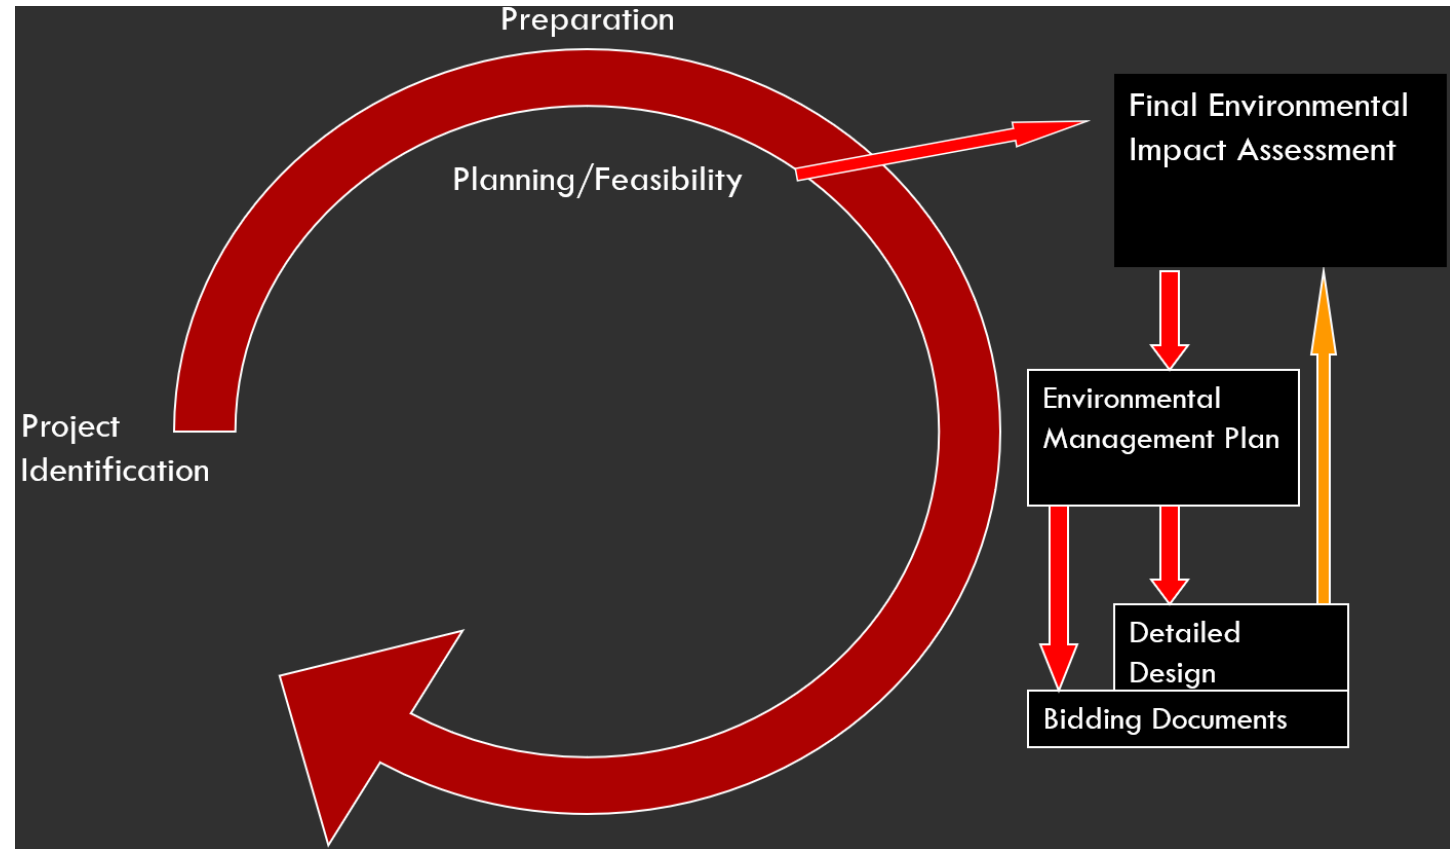 Preparation
Planning/Feasibility
Project
Identification
Final Environmental
Impact Assessment
Environmental
Management Plan
Detailed
Design
Bidding Documents